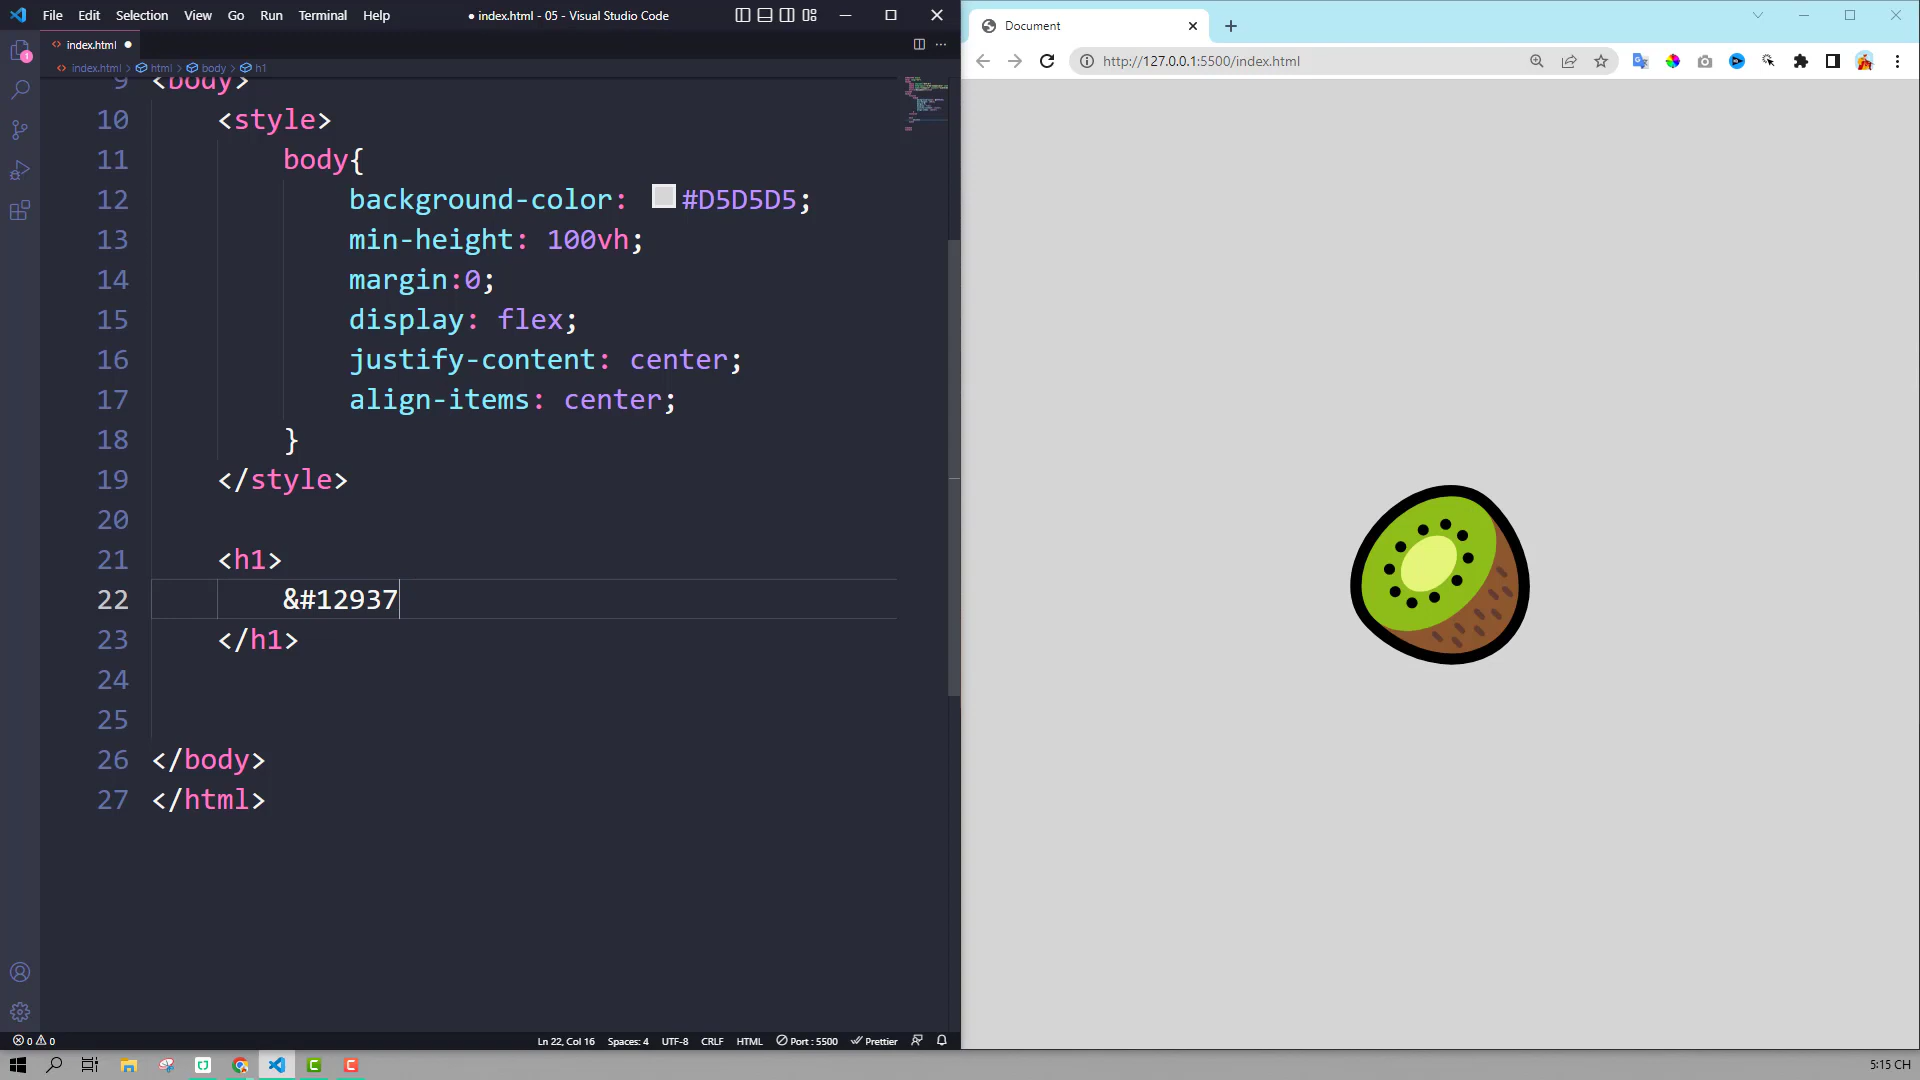 File Edit Selection View Go Run Terminal Help
● index.html - 05 - Visual Studio Code
index.html ●
index.html > html > body > h1
9 <body>
10 <style>
11 body{
12 background-color: #D5D5D5;
13 min-height: 100vh;
14 margin:0;
15 display: flex;
16 justify-content: center;
17 align-items: center;
18 }
19 </style>
20
21 <h1>
22 &#12937
23 </h1>
24
25
26 </body>
27 </html>
1
0 0
Ln 22, Col 16 Spaces: 4 UTF-8 CRLF HTML Port : 5500 Prettier
Document
http://127.0.0.1:5500/index.html
5:15 CH